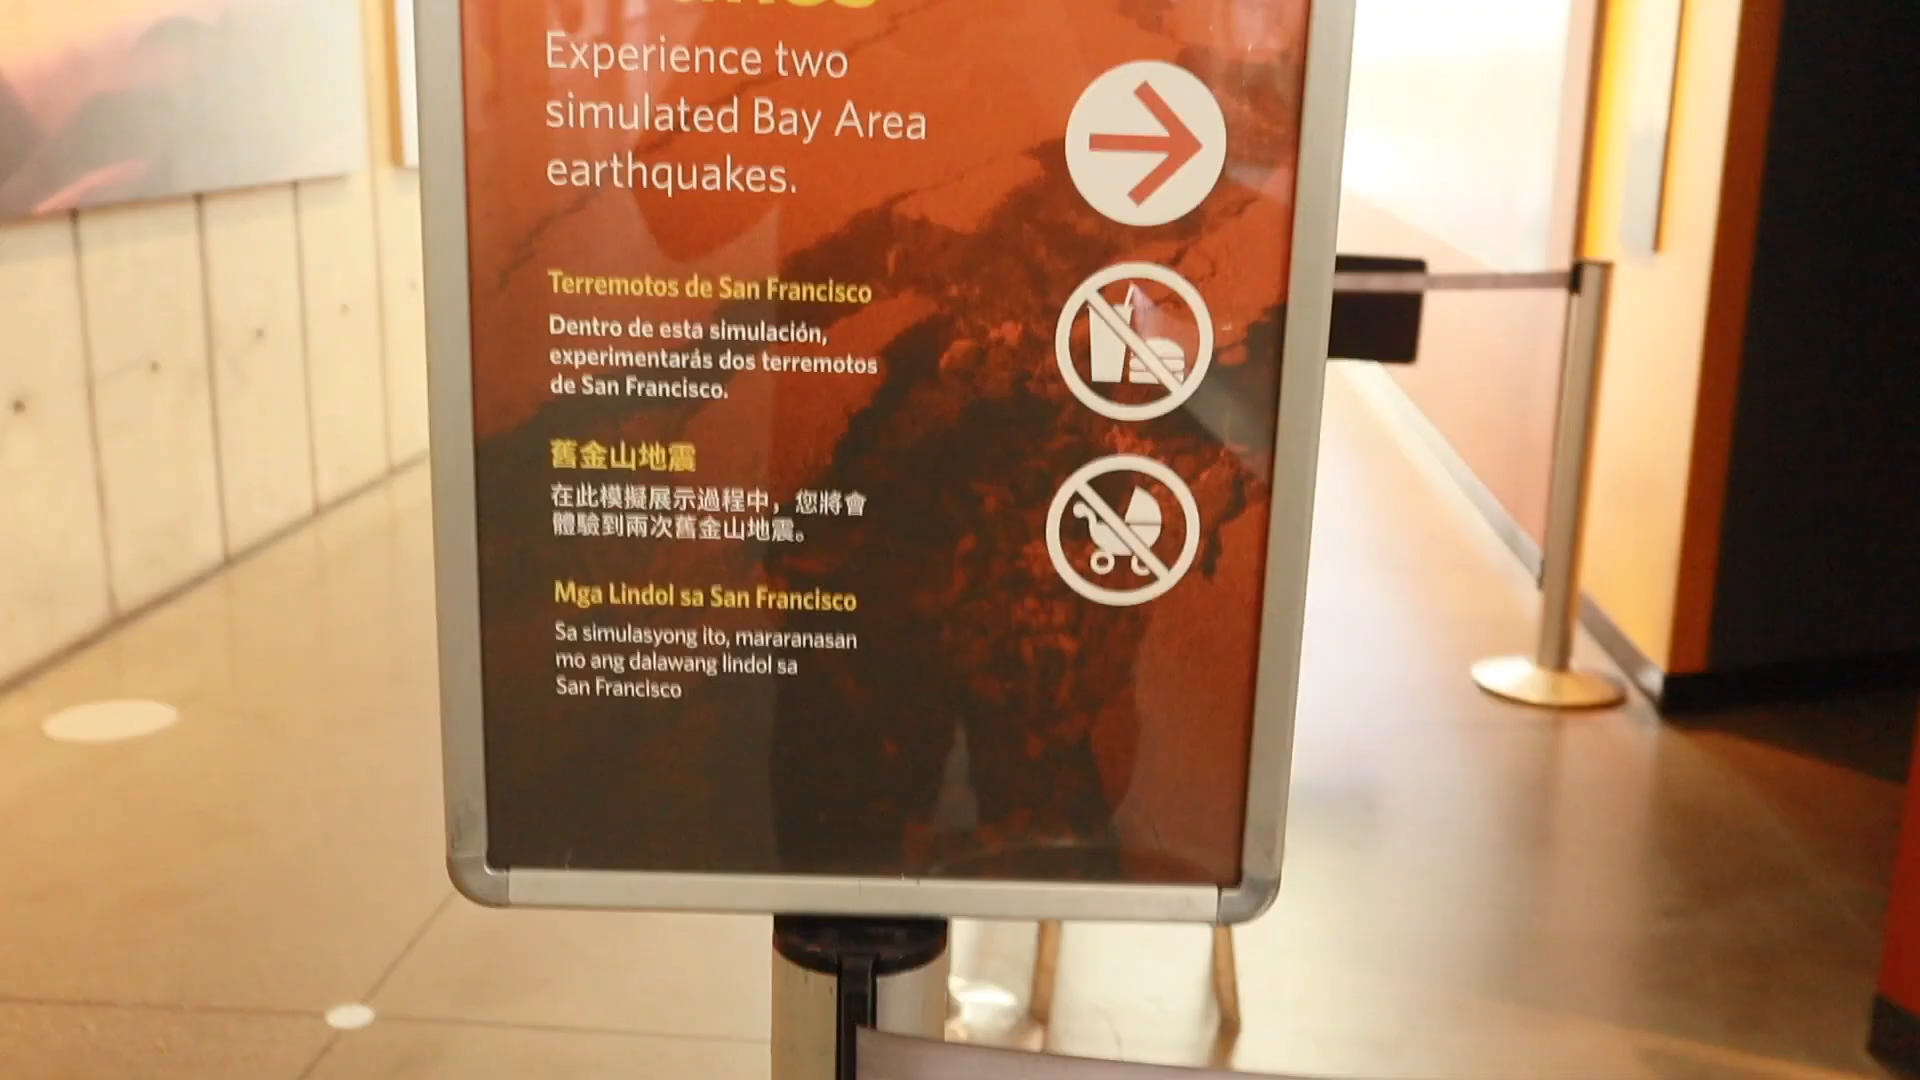 Experience two
simulated Bay Area
earthquakes.
Terremotos de San Francisco
Dentro de esta simulación,
experimentarás dos terremotos
de San Francisco.
舊金山地震
在此模擬展示過程中，您將會
體驗到兩次舊金山地震。
Mga Lindol sa San Francisco
Sa simulasyong ito, mararanasan
mo ang dalawang lindol sa
San Francisco